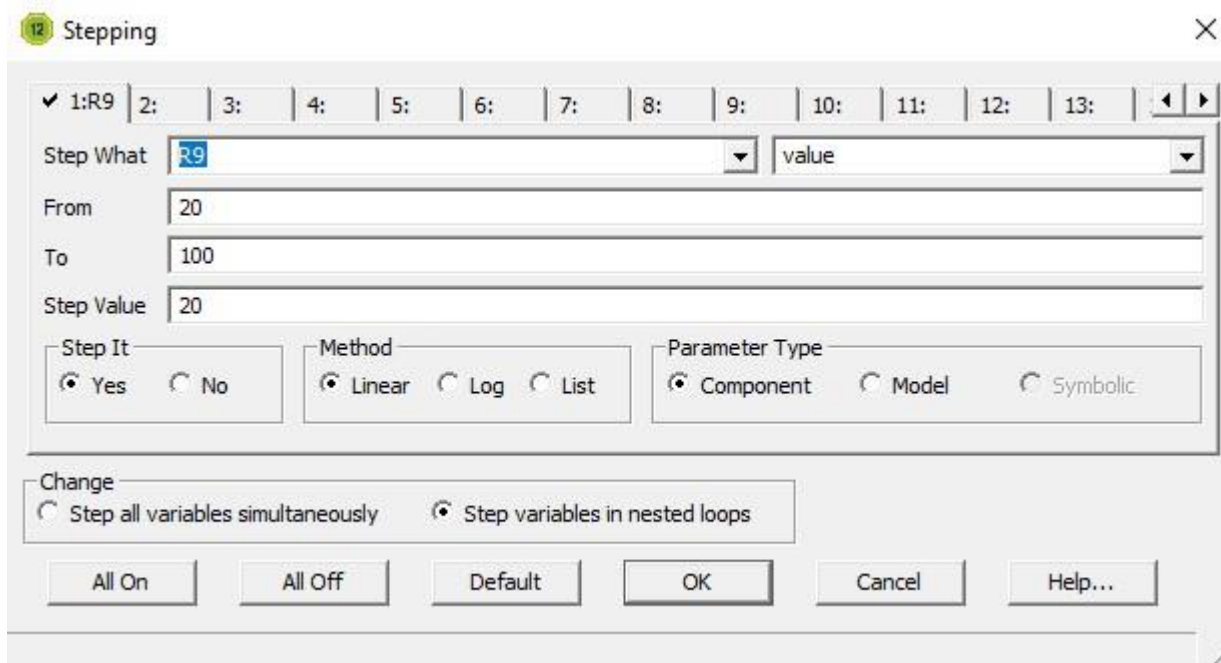 12 Stepping
1:R9 2: 3: 4: 5: 6: 7: 8: 9: 10: 11: 12: 13:
Step What R9 value
From 20
To 100
Step Value 20
Step It Method Parameter Type
Yes No Linear Log List Component Model Symbolic
Change
Step all variables simultaneously Step variables in nested loops
All On All Off Default OK Cancel Help...